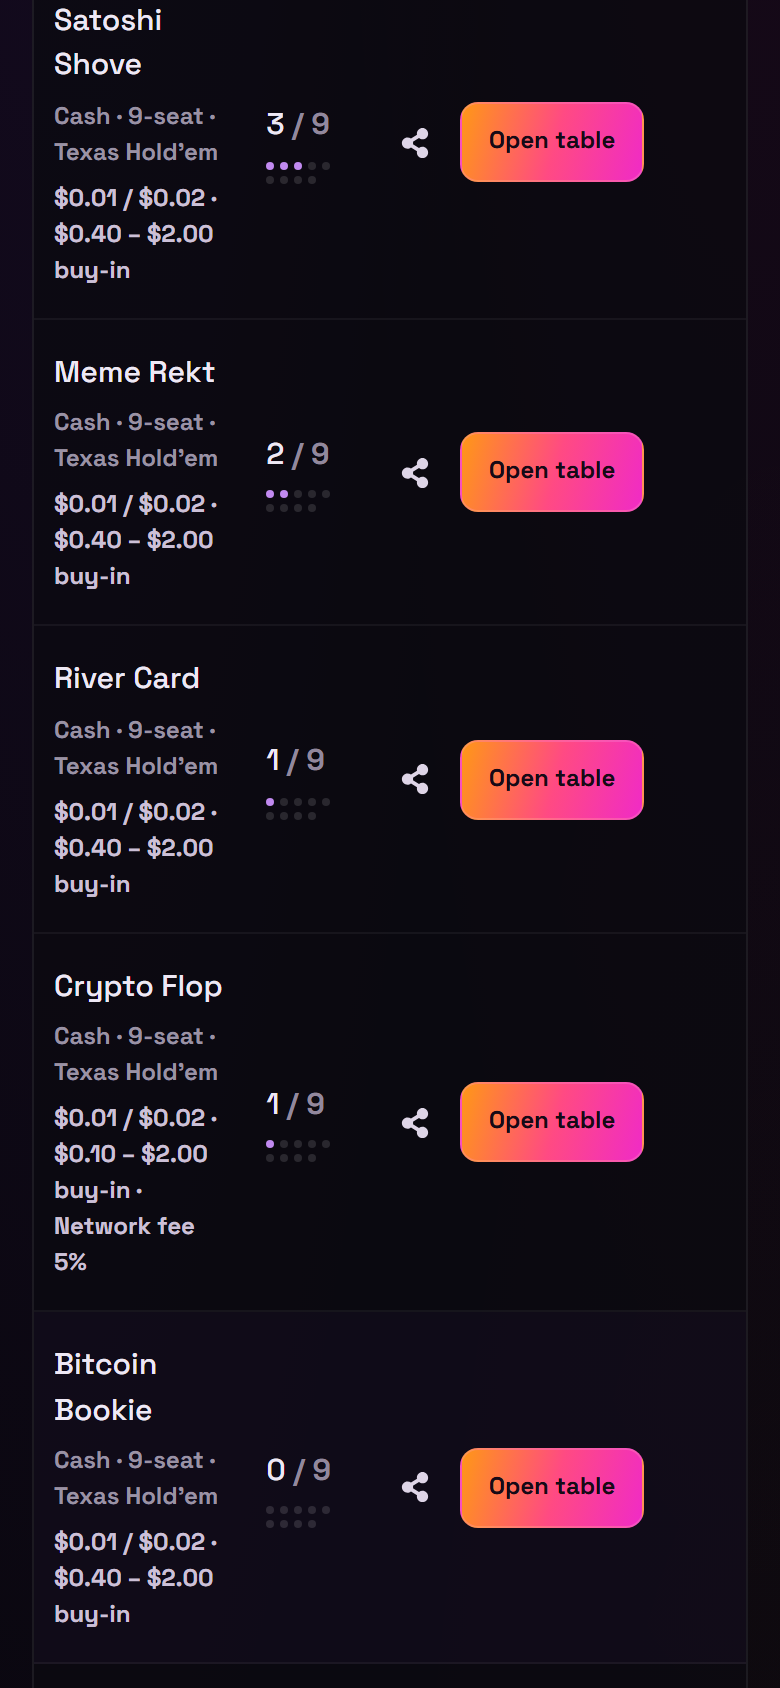 Satoshi
Shove
Cash · 9-seat ·
Texas Hold’em
$0.01 / $0.02 ·
$0.40 – $2.00
buy-in
3 / 9
Open table
Meme Rekt
Cash · 9-seat ·
Texas Hold’em
$0.01 / $0.02 ·
$0.40 – $2.00
buy-in
2 / 9
Open table
River Card
Cash · 9-seat ·
Texas Hold’em
$0.01 / $0.02 ·
$0.40 – $2.00
buy-in
1 / 9
Open table
Crypto Flop
Cash · 9-seat ·
Texas Hold’em
$0.01 / $0.02 ·
$0.10 – $2.00
buy-in ·
Network fee
5%
1 / 9
Open table
Bitcoin
Bookie
Cash · 9-seat ·
Texas Hold’em
$0.01 / $0.02 ·
$0.40 – $2.00
buy-in
0 / 9
Open table